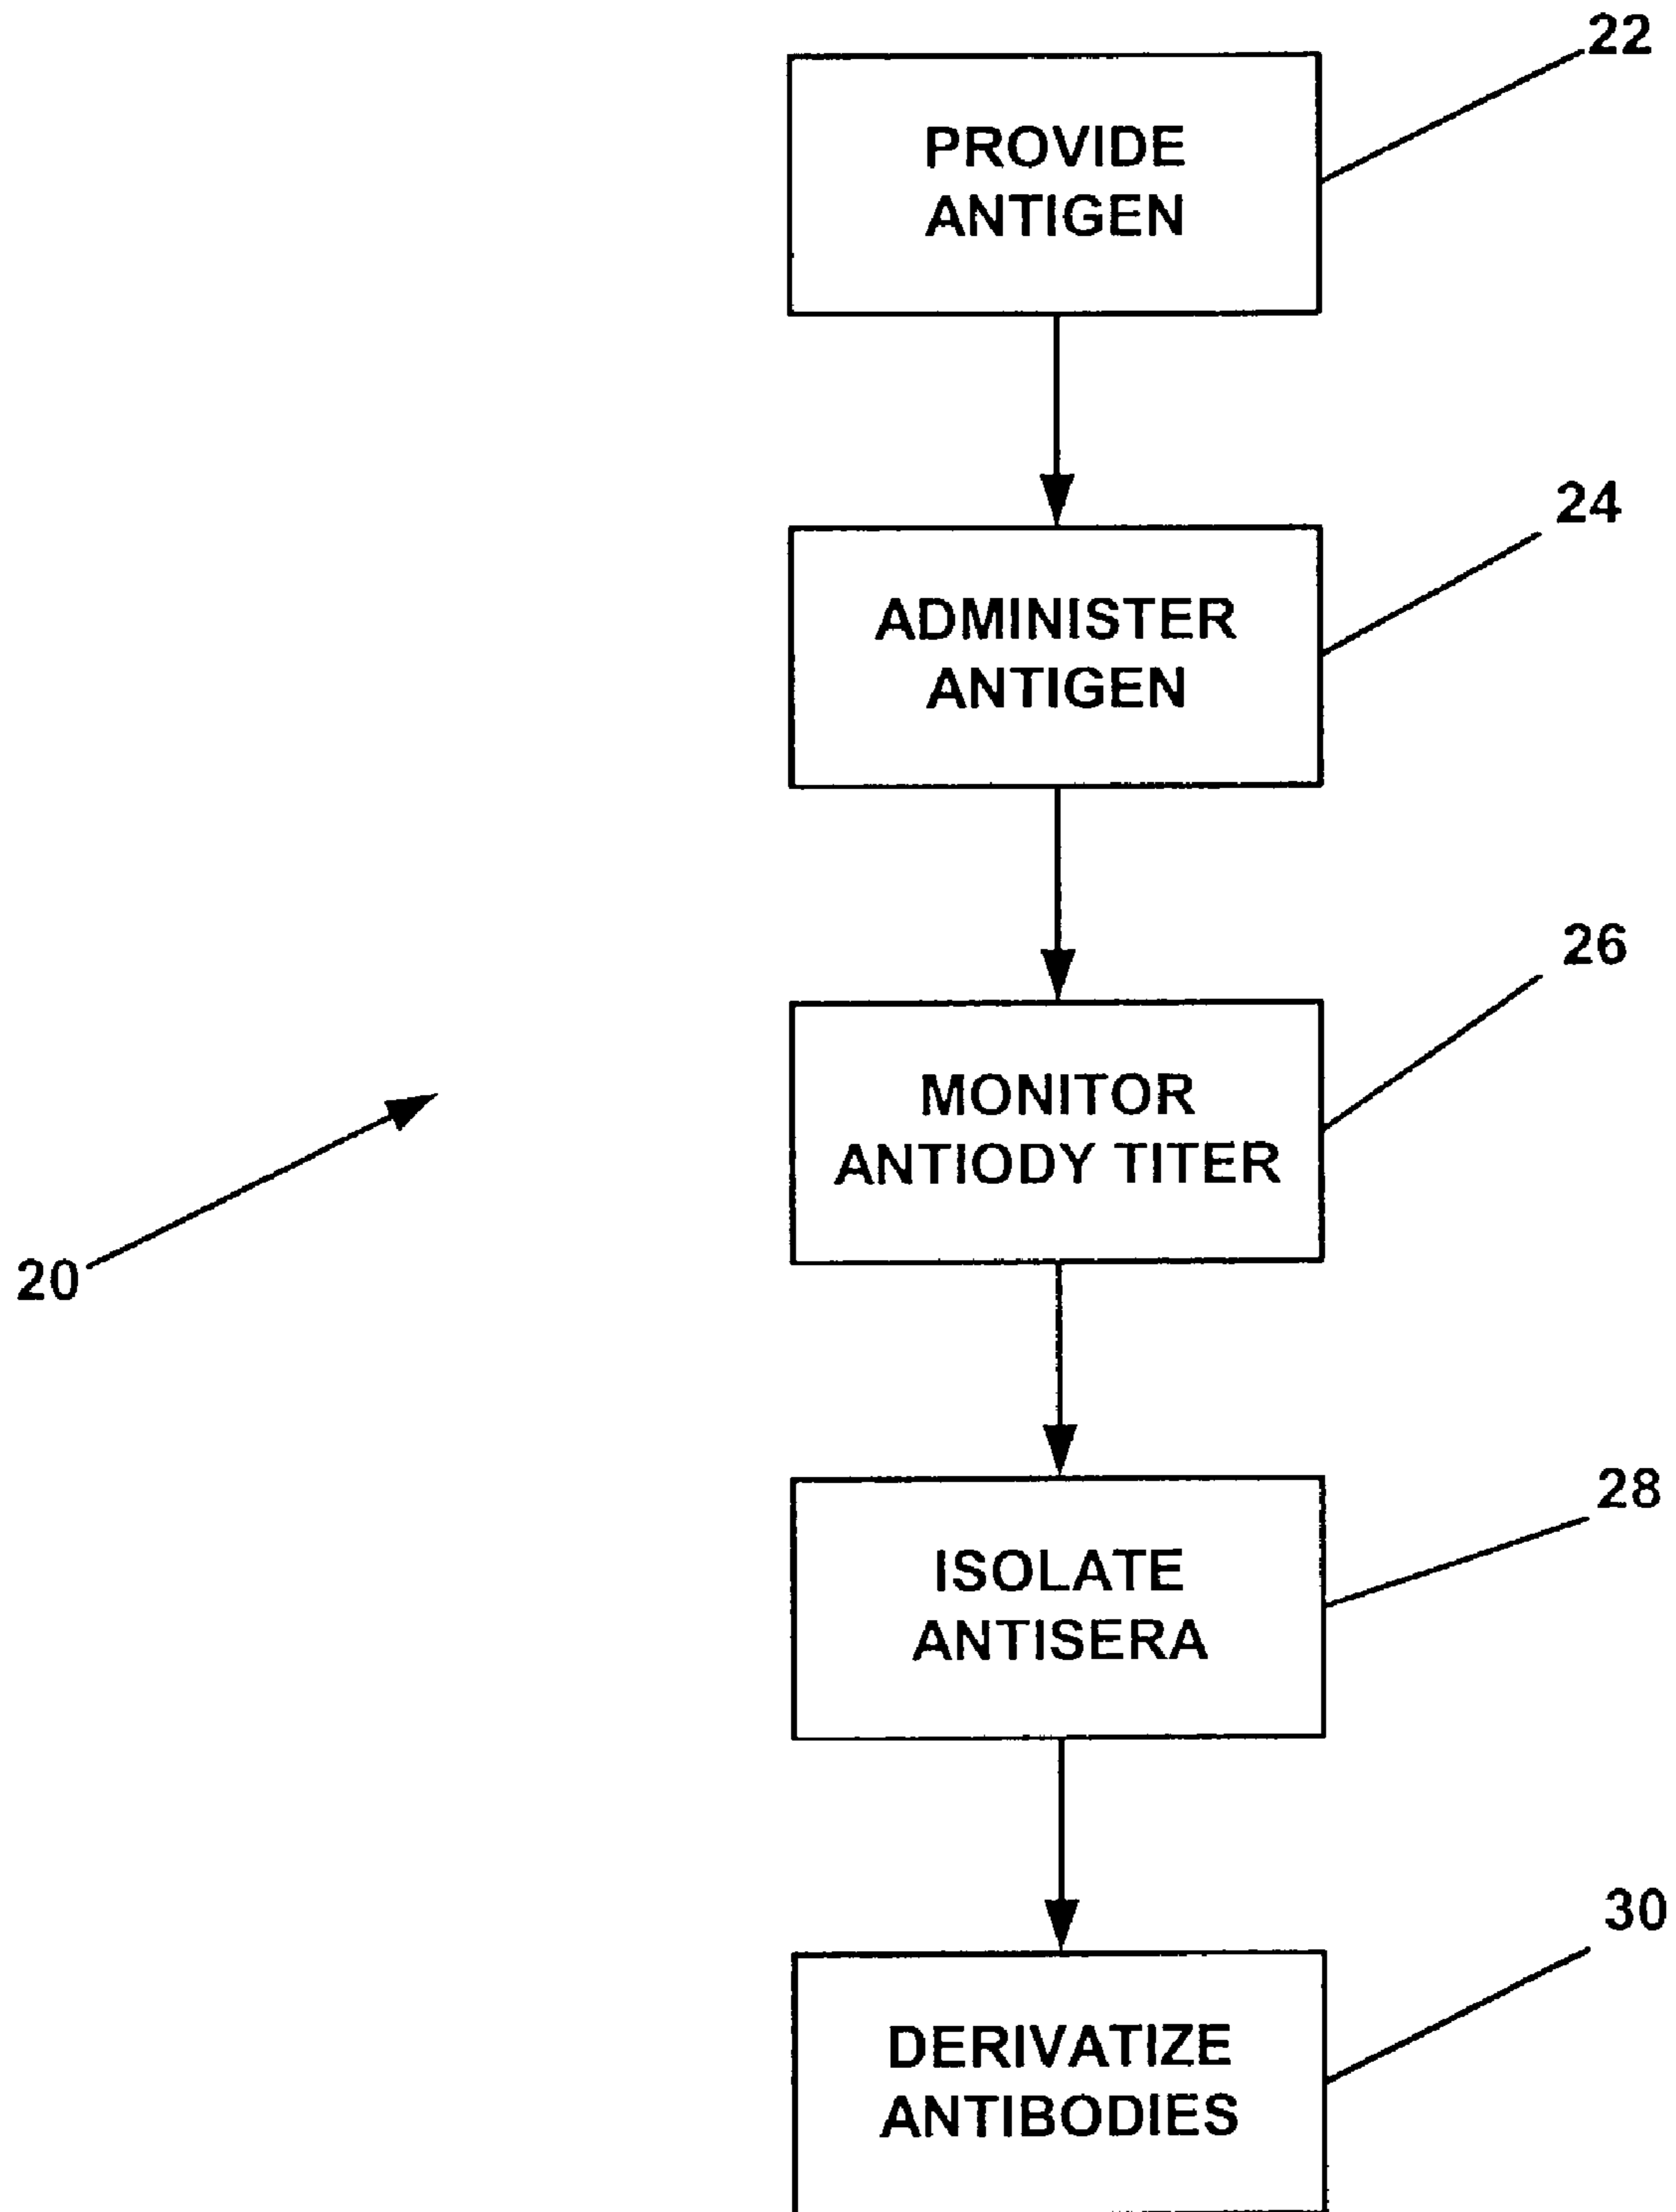 22
PROVIDE
ANTIGEN
24
ADMINISTER
ANTIGEN
26
MONITOR
ANTIODY TITER
20
28
ISOLATE
ANTISERA
30
DERIVATIZE
ANTIBODIES